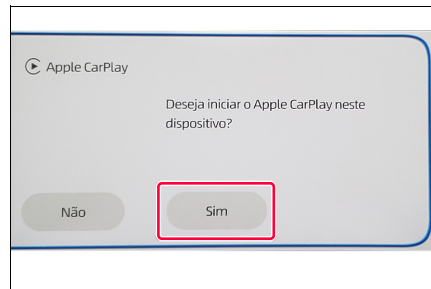 Apple CarPlay
Deseja iniciar o Apple CarPlay neste
dispositivo?
Não
Sim